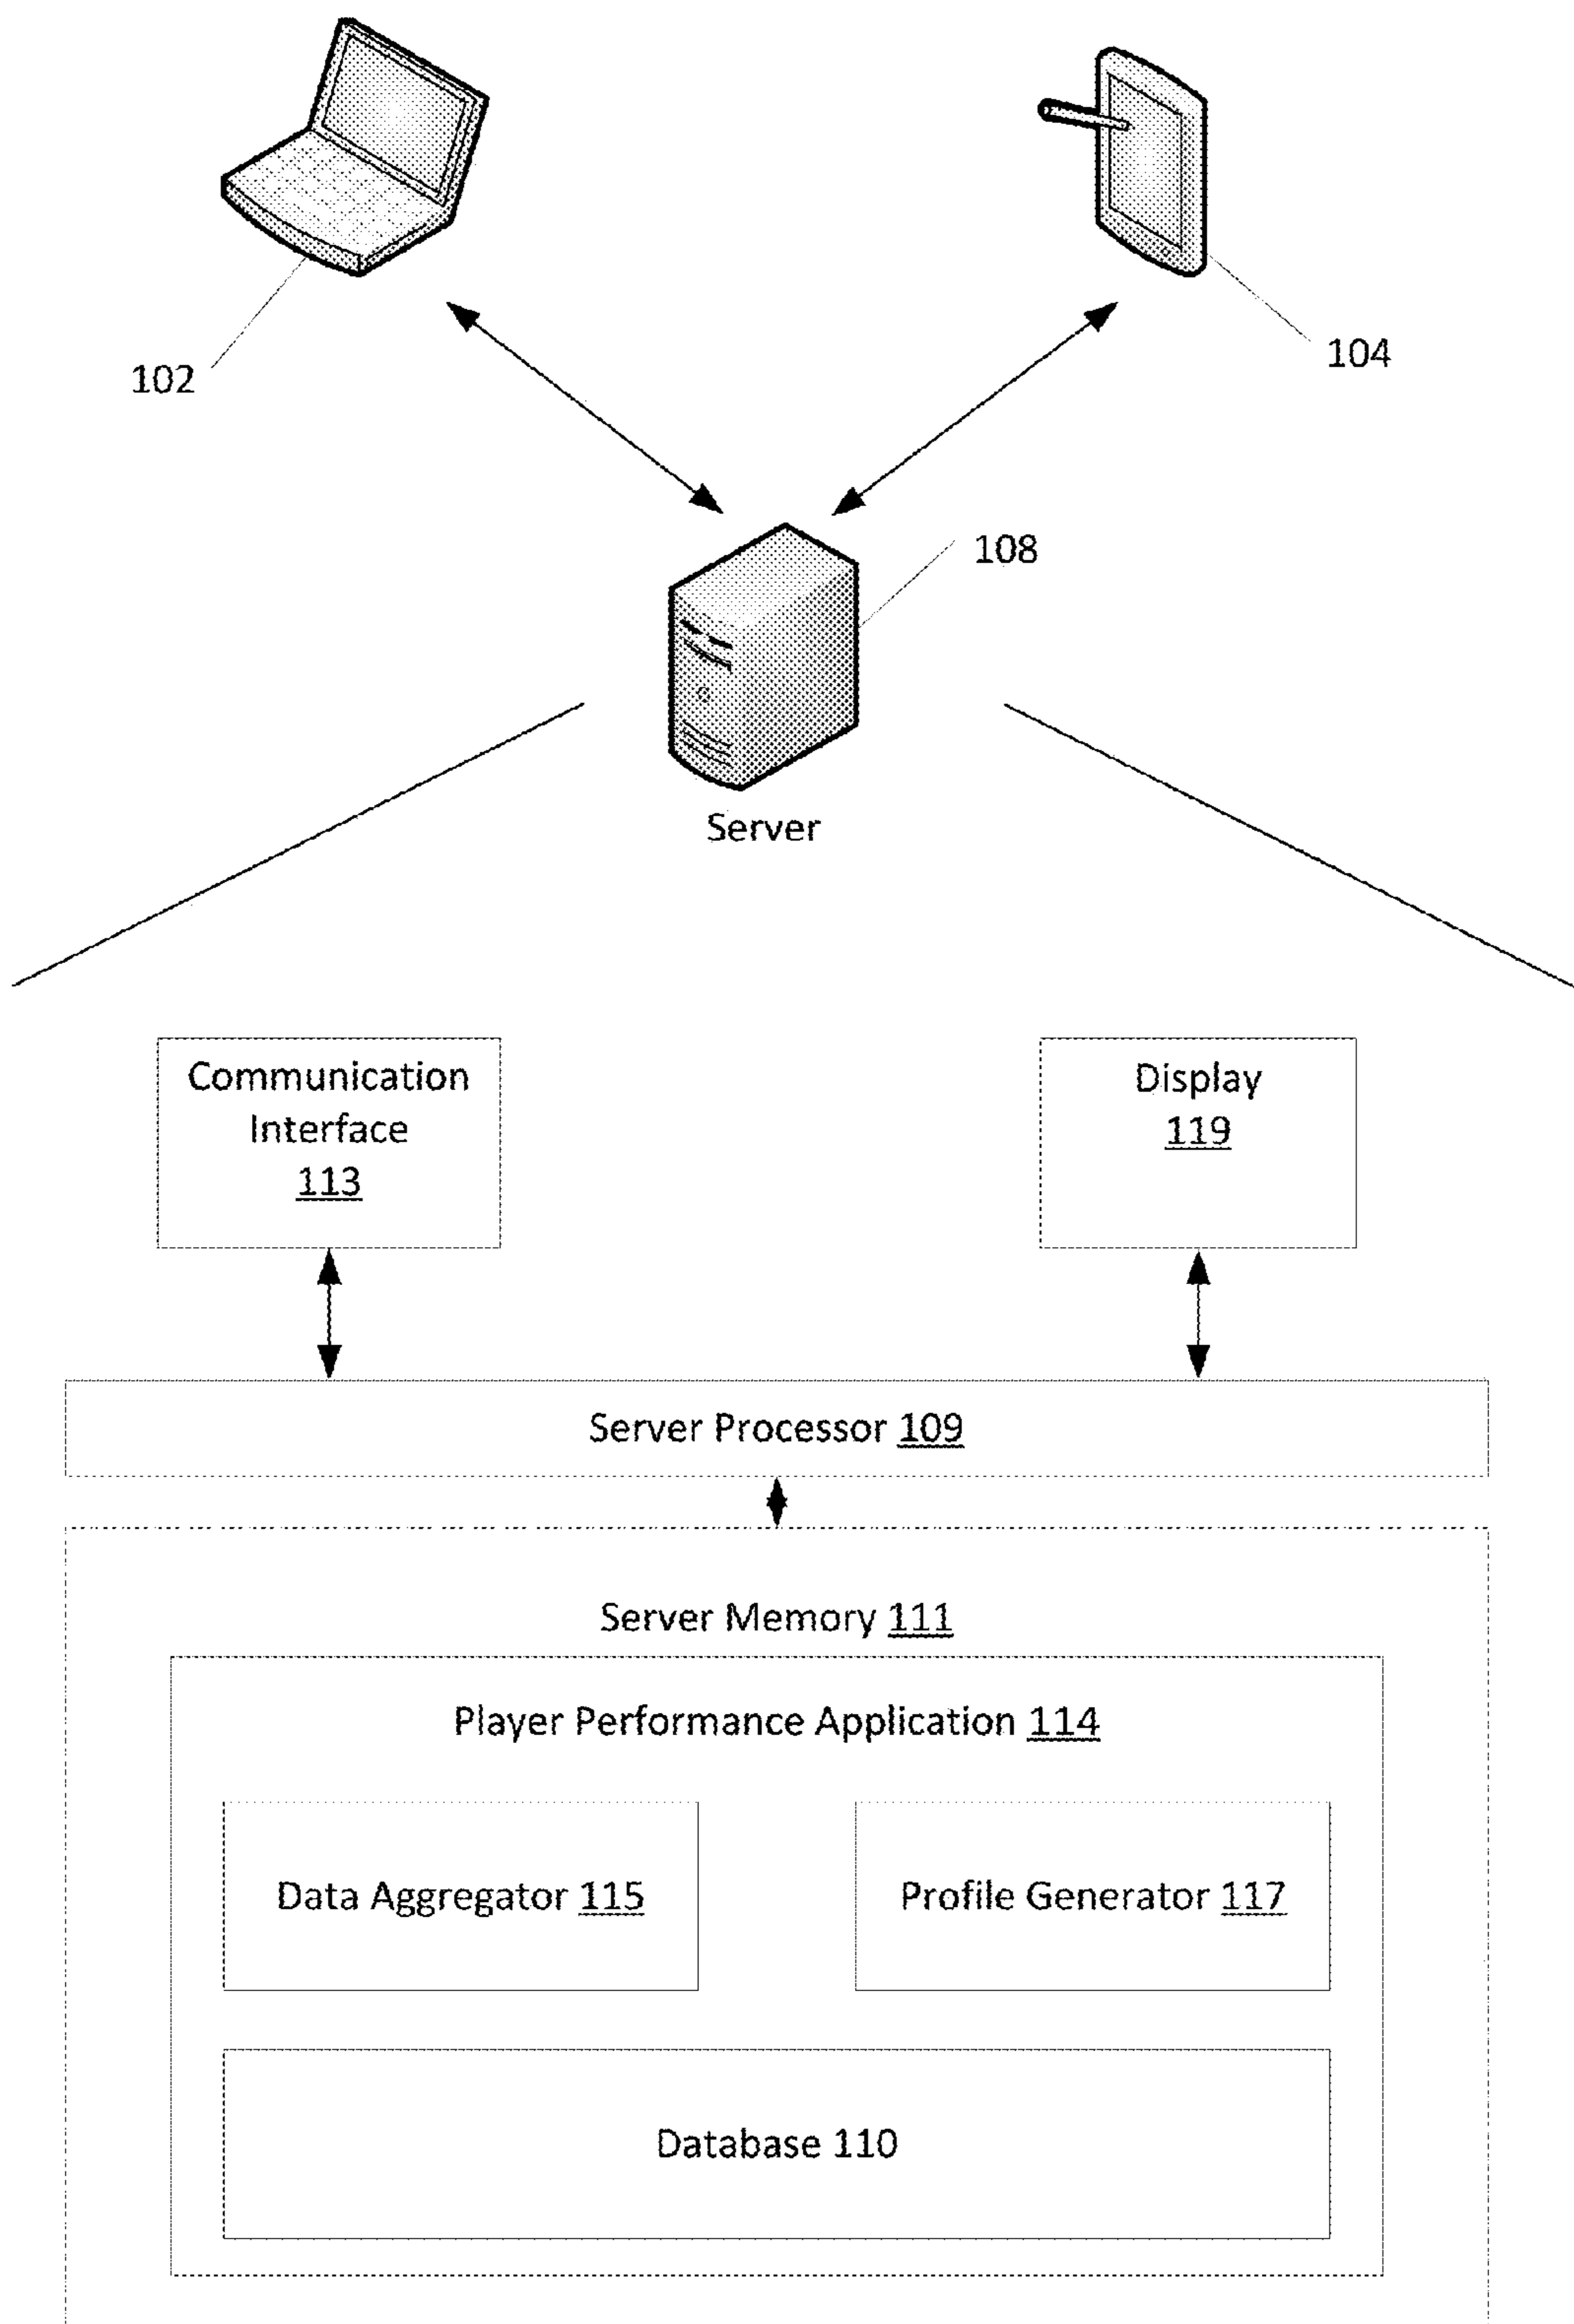 102
104
108
Server
Communication
Interface
113
Display
119
Server Processor 109
Server Memory 111
Player Performance Application 114
Data Aggregator 115
Profile Generator 117
Database 110